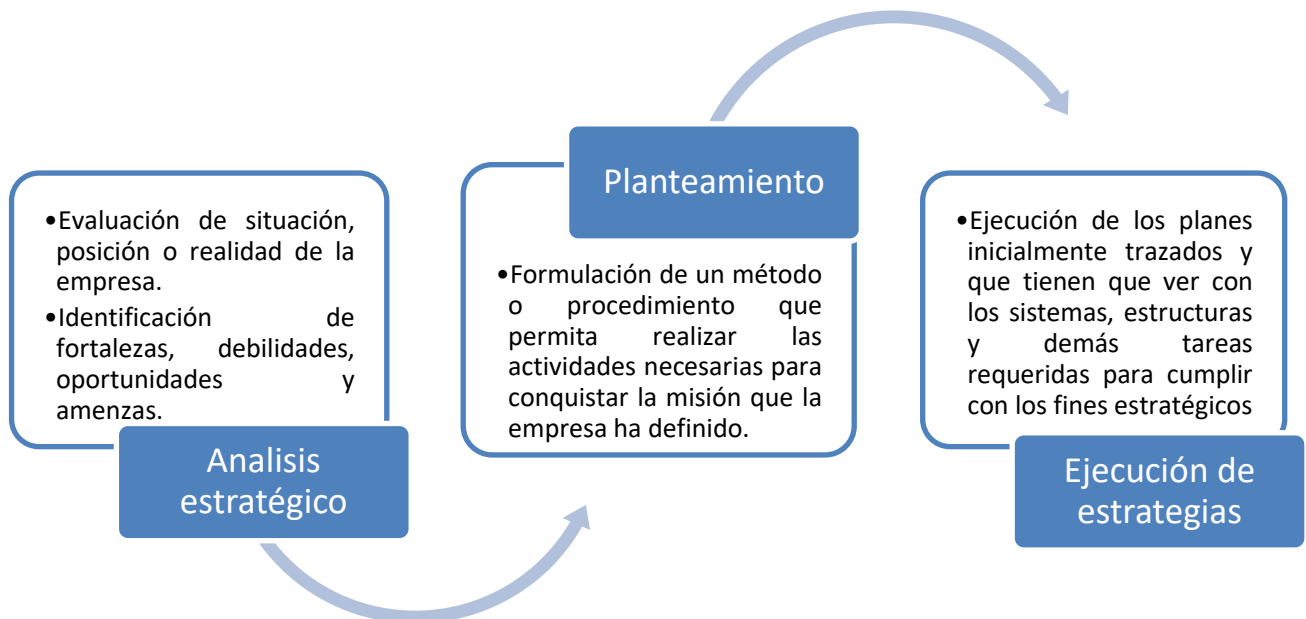 •Evaluación de situación,
posición o realidad de la
empresa.
•Identificación de
fortalezas, debilidades,
oportunidades y
amenzas.
Analisis
estratégico
Planteamiento
•Formulación de un método
o procedimiento que
permita realizar las
actividades necesarias para
conquistar la misión que la
empresa ha definido.
•Ejecución de los planes
inicialmente trazados y
que tienen que ver con
los sistemas, estructuras
y demás tareas
requeridas para cumplir
con los fines estratégicos
Ejecución de
estrategias